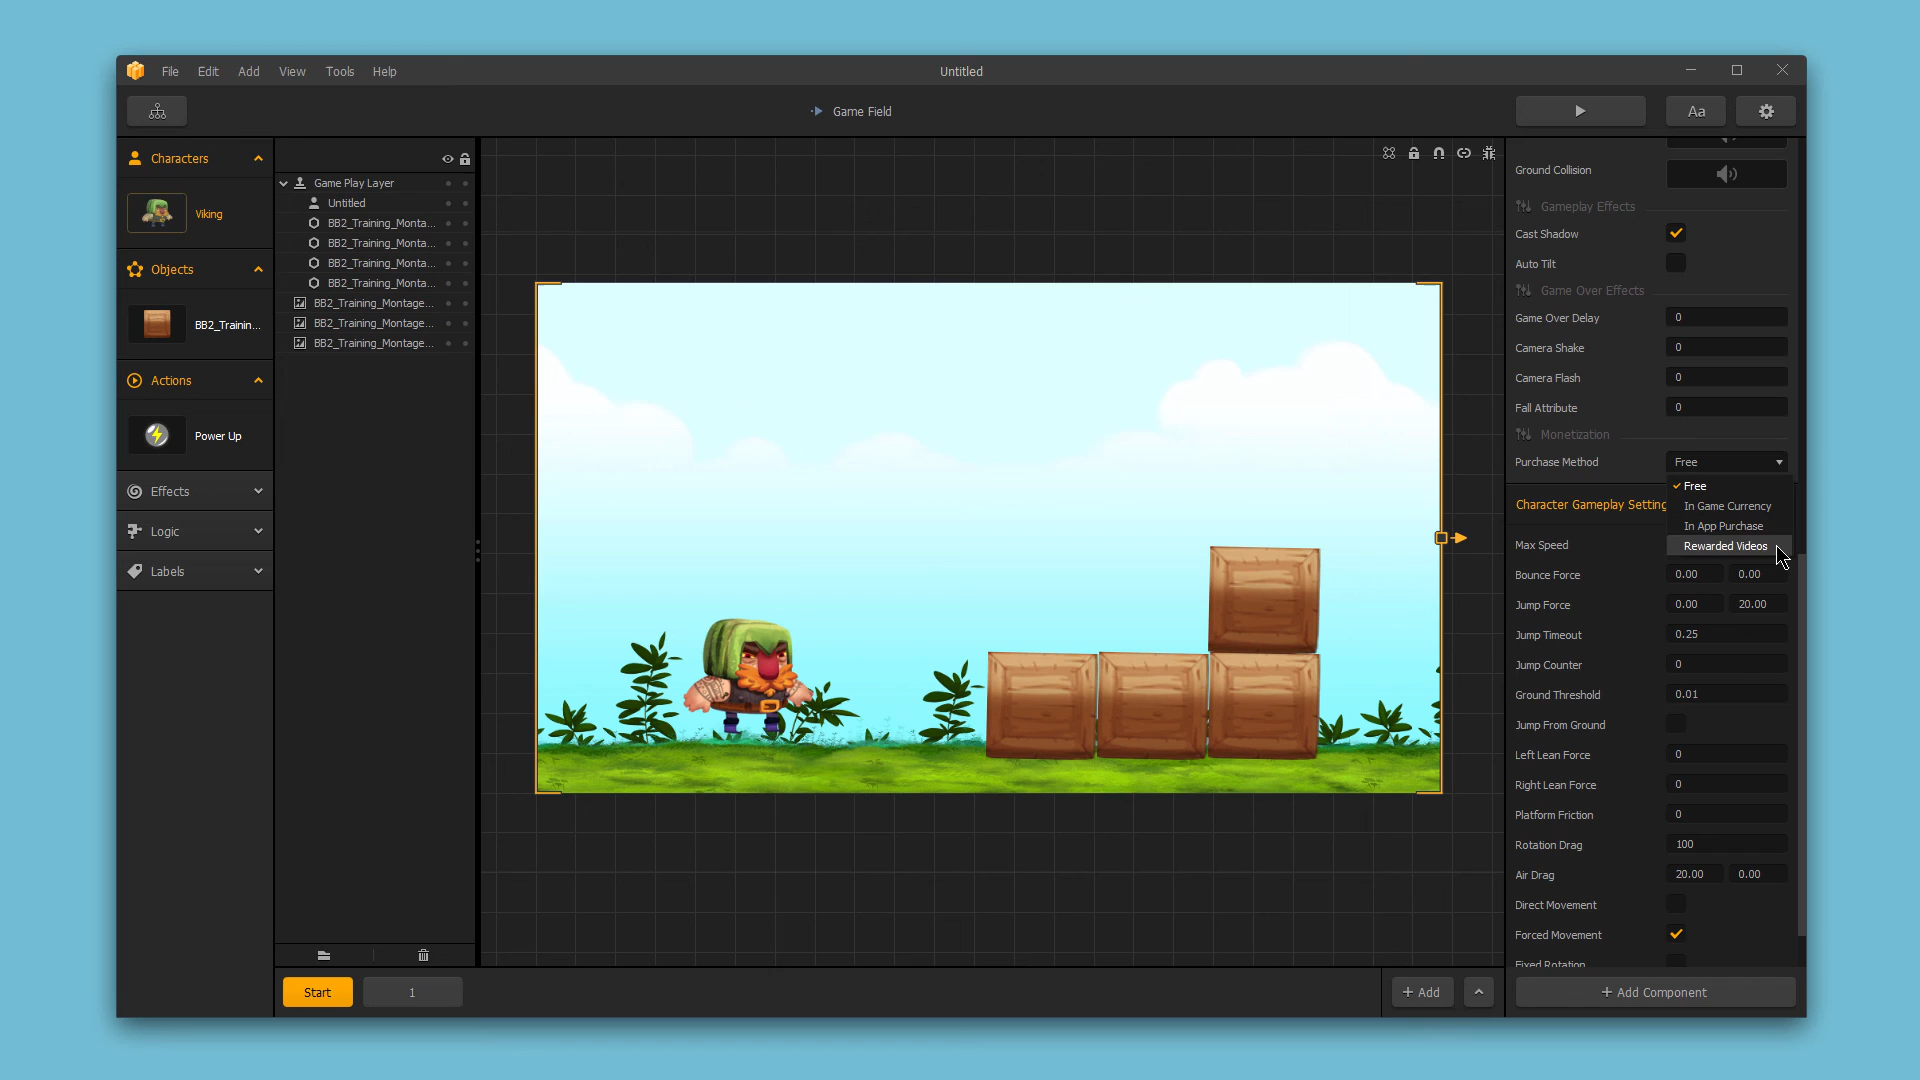 File Edit Add View Tools Help
Untitled
Game Field
Aa
Characters
Viking
Objects
BB2_Trainin...
Actions
Power Up
Effects
Logic
Labels
Game Play Layer
Untitled
BB2_Training_Monta...
BB2_Training_Monta...
BB2_Training_Monta...
BB2_Training_Monta...
BB2_Training_Montage...
BB2_Training_Montage...
BB2_Training_Montage...
Start
1
+ Add
Ground Collision
Gameplay Effects
Cast Shadow
Auto Tilt
Game Over Effects
Game Over Delay 0
Camera Shake 0
Camera Flash 0
Fall Attribute 0
Monetization
Purchase Method Free
Free
In Game Currency
In App Purchase
Rewarded Videos
Character Gameplay Setting
Max Speed
Bounce Force 0.00 0.00
Jump Force 0.00 20.00
Jump Timeout 0.25
Jump Counter 0
Ground Threshold 0.01
Jump From Ground
Left Lean Force 0
Right Lean Force 0
Platform Friction 0
Rotation Drag 100
Air Drag 20.00 0.00
Direct Movement
Forced Movement
Fixed Rotation
+ Add Component